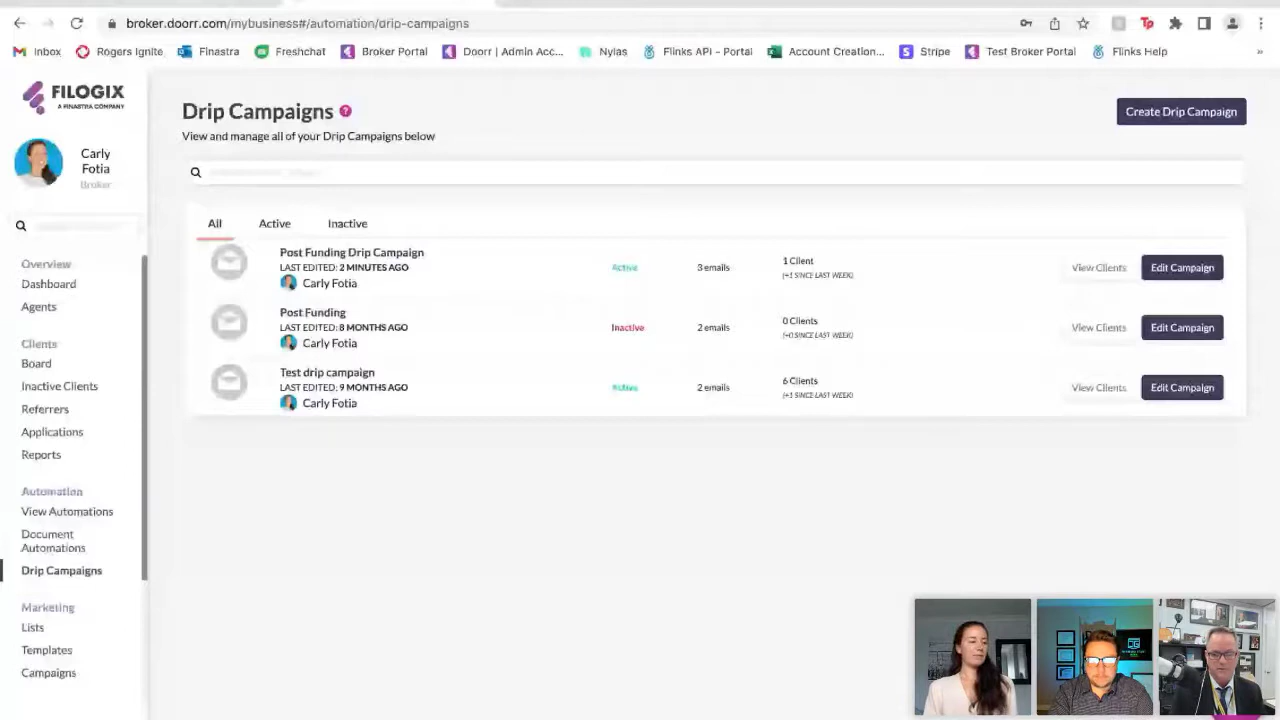 broker.doorr.com/mybusiness#/automation/drip-campaigns
Inbox Rogers Ignite Finastra Freshchat Broker Portal Doorr | Admin Acc... Nylas Flinks API - Portal Account Creation... Stripe Test Broker Portal Flinks Help »
FILOGIX
A FINASTRA COMPANY
Carly
Fotia
Broker
Overview
Dashboard
Agents
Clients
Board
Inactive Clients
Referrers
Applications
Reports
Automation
View Automations
Document
Automations
Drip Campaigns
Marketing
Lists
Templates
Campaigns
Drip Campaigns ?
Create Drip Campaign
View and manage all of your Drip Campaigns below
All Active Inactive
Post Funding Drip Campaign
LAST EDITED: 2 MINUTES AGO
Carly Fotia
Active
3 emails
1 Client
(+1 SINCE LAST WEEK)
View Clients
Edit Campaign
Post Funding
LAST EDITED: 8 MONTHS AGO
Carly Fotia
Inactive
2 emails
0 Clients
(+0 SINCE LAST WEEK)
View Clients
Edit Campaign
Test drip campaign
LAST EDITED: 9 MONTHS AGO
Carly Fotia
Active
2 emails
6 Clients
(+1 SINCE LAST WEEK)
View Clients
Edit Campaign